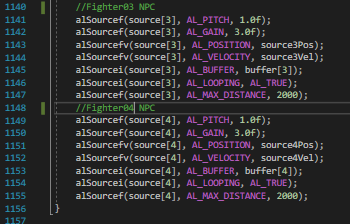 1140 //Fighter03 NPC
1141 alSourcef(source[3], AL_PITCH, 1.0f);
1142 alSourcef(source[3], AL_GAIN, 3.0f);
1143 alSourcefv(source[3], AL_POSITION, source3Pos);
1144 alSourcefv(source[3], AL_VELOCITY, source3Vel);
1145 alSourcei(source[3], AL_BUFFER, buffer[3]);
1146 alSourcei(source[3], AL_LOOPING, AL_TRUE);
1147 alSourcef(source[3], AL_MAX_DISTANCE, 2000);
1148 //Fighter04 NPC
1149 alSourcef(source[4], AL_PITCH, 1.0f);
1150 alSourcef(source[4], AL_GAIN, 3.0f);
1151 alSourcefv(source[4], AL_POSITION, source4Pos);
1152 alSourcefv(source[4], AL_VELOCITY, source4Vel);
1153 alSourcei(source[4], AL_BUFFER, buffer[4]);
1154 alSourcei(source[4], AL_LOOPING, AL_TRUE);
1155 alSourcef(source[4], AL_MAX_DISTANCE, 2000);
1156 }
1157